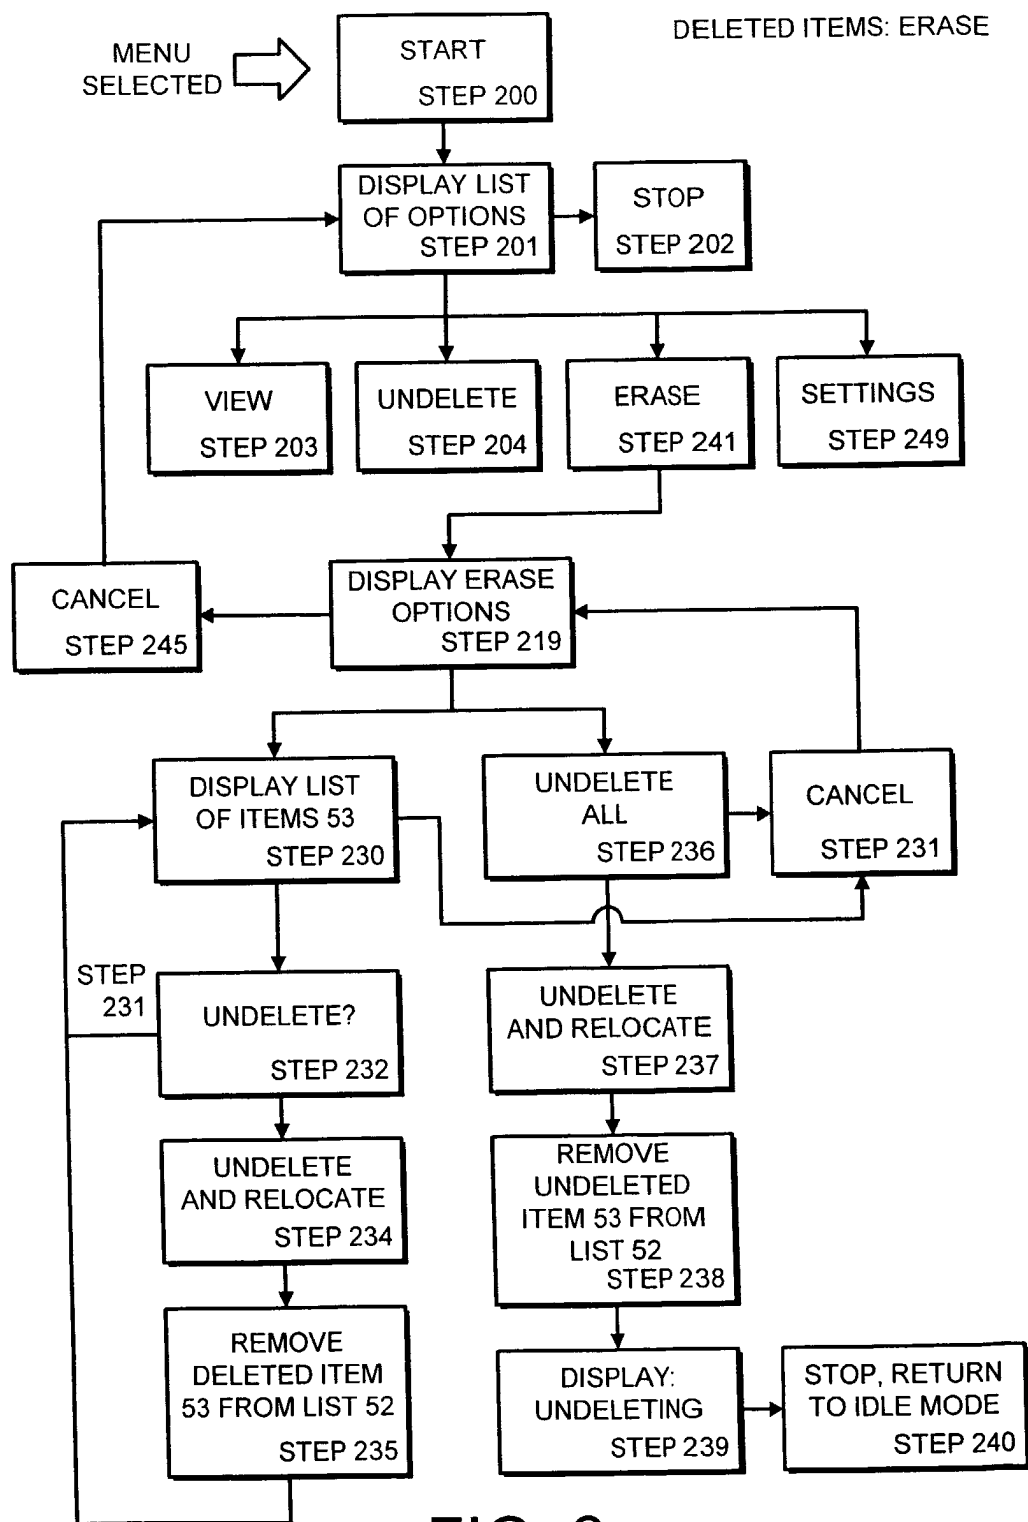 DELETED ITEMS: ERASE
MENU
SELECTED
START
STEP 200
DISPLAY LIST
OF OPTIONS
STEP 201
STOP
STEP 202
VIEW
STEP 203
UNDELETE
STEP 204
ERASE
STEP 241
SETTINGS
STEP 249
CANCEL
STEP 245
DISPLAY ERASE
OPTIONS
STEP 219
DISPLAY LIST
OF ITEMS 53
STEP 230
UNDELETE
ALL
STEP 236
CANCEL
STEP 231
STEP
231
UNDELETE?
STEP 232
UNDELETE
AND RELOCATE
STEP 237
UNDELETE
AND RELOCATE
STEP 234
REMOVE
UNDELETED
ITEM 53 FROM
LIST 52
STEP 238
REMOVE
DELETED ITEM
53 FROM LIST 52
STEP 235
DISPLAY:
UNDELETING
STEP 239
STOP, RETURN
TO IDLE MODE
STEP 240